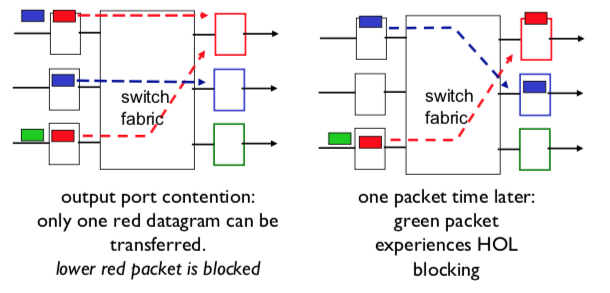 switch
fabric
output port contention:
only one red datagram can be
transferred.
lower red packet is blocked
switch
fabric
one packet time later:
green packet
experiences HOL
blocking